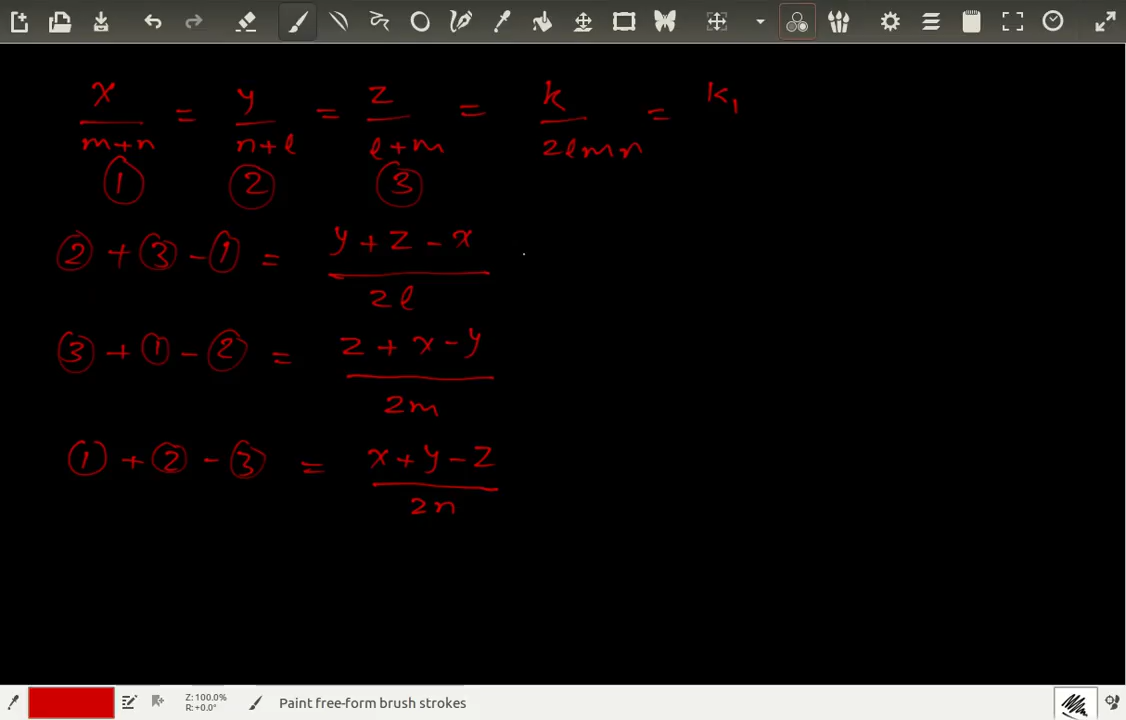 x/(m+n) = y/(n+l) = z/(l+m) = k/(2lmn) = k₁
① ② ③
② + ③ - ① = (y+z-x)/(2l)
③ + ① - ② = (z+x-y)/(2m)
① + ② - ③ = (x+y-z)/(2n)
Z: 100.0%
R: +0.0°
Paint free-form brush strokes